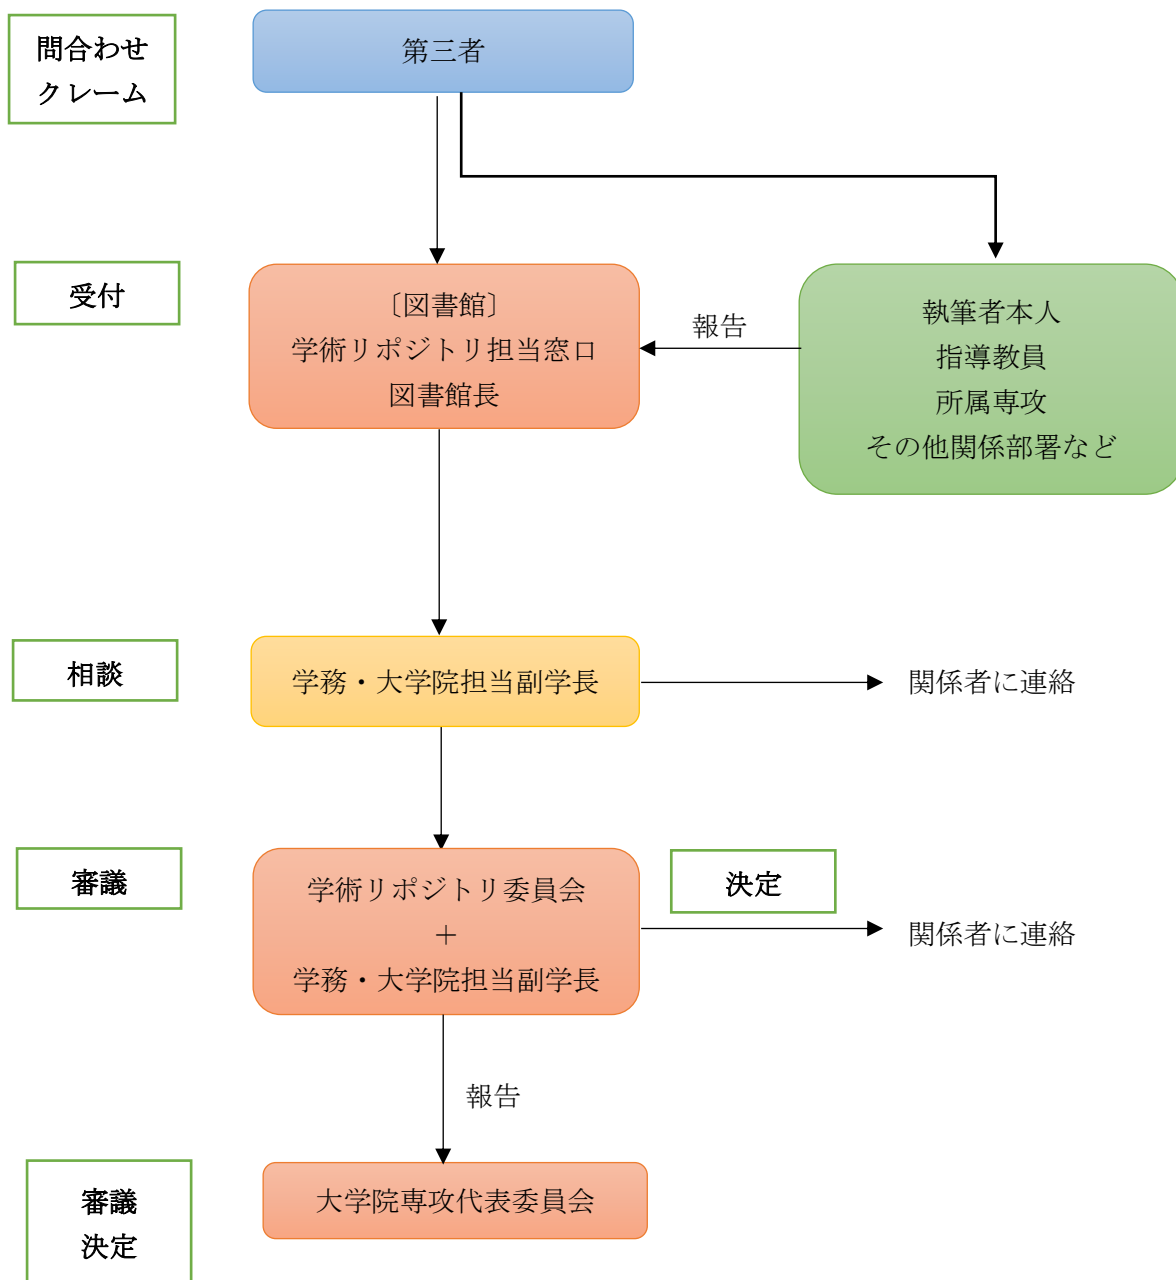 問合わせ
クレーム
第三者
受付
〔図書館〕
学術リポジトリ担当窓口
図書館長
報告
執筆者本人
指導教員
所属専攻
その他関係部署など
相談
学務・大学院担当副学長
関係者に連絡
審議
学術リポジトリ委員会
＋
学務・大学院担当副学長
決定
関係者に連絡
報告
審議
決定
大学院専攻代表委員会